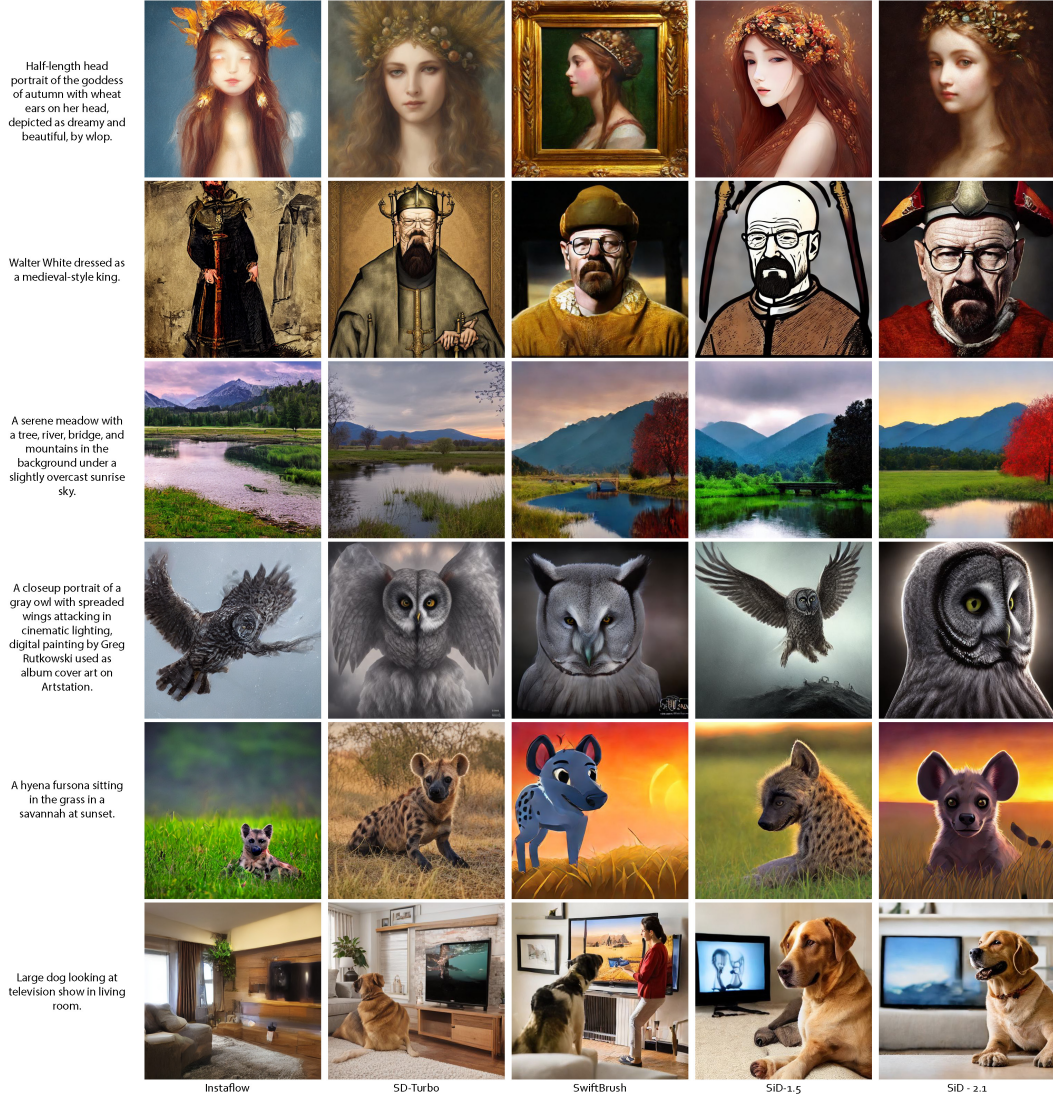 Half-length head
portrait of the goddess
of autumn with wheat
ears on her head,
depicted as dreamy and
beautiful, by wlop.
Walter White dressed as
a medieval-style king.
A serene meadow with
a tree, river, bridge, and
mountains in the
background under a
slightly overcast sunrise
sky.
A closeup portrait of a
gray owl with spreaded
wings attacking in
cinematic lighting,
digital painting by Greg
Rutkowski used as
album cover art on
Artstation.
A hyena fursona sitting
in the grass in a
savannah at sunset.
Large dog looking at
television show in living
room.
Instaflow
SD-Turbo
SwiftBrush
SiD-1.5
SiD - 2.1